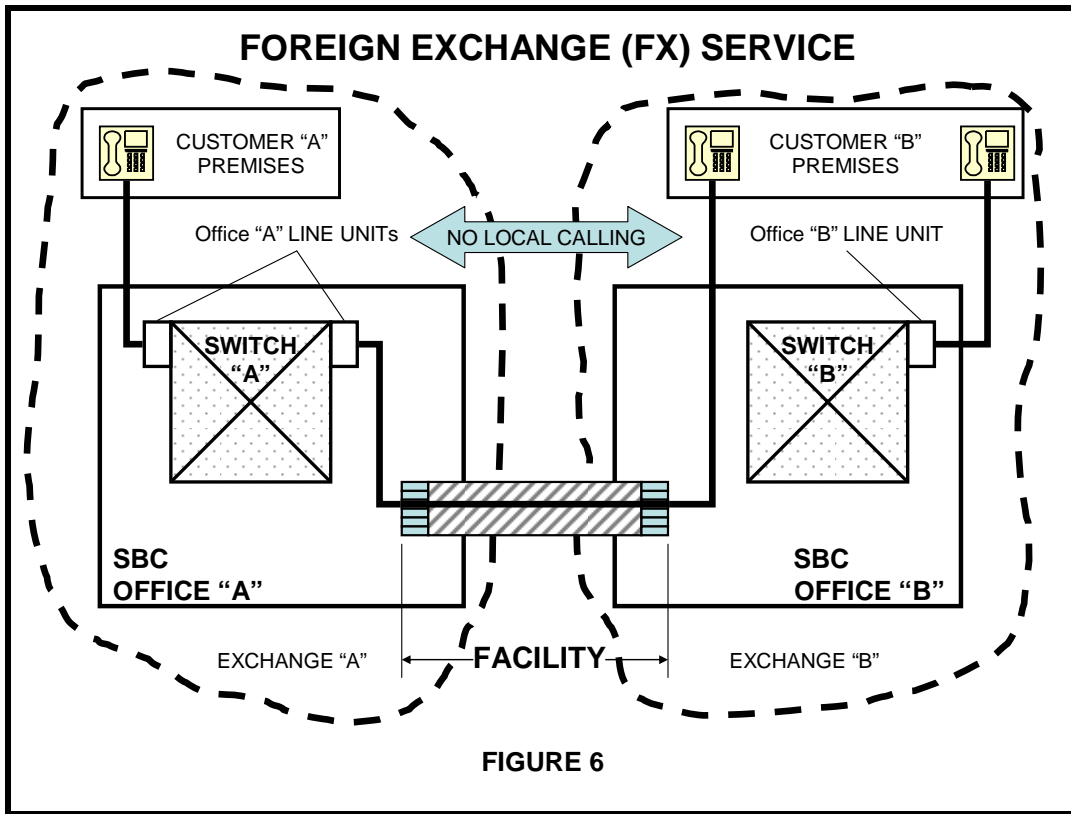 FOREIGN EXCHANGE (FX) SERVICE
CUSTOMER “A”
PREMISES
CUSTOMER “B”
PREMISES
Office “A” LINE UNITs
NO LOCAL CALLING
Office “B” LINE UNIT
SWITCH
“A”
SWITCH
“B”
SBC
OFFICE “A”
SBC
OFFICE “B”
EXCHANGE “A”
FACILITY
EXCHANGE “B”
FIGURE 6